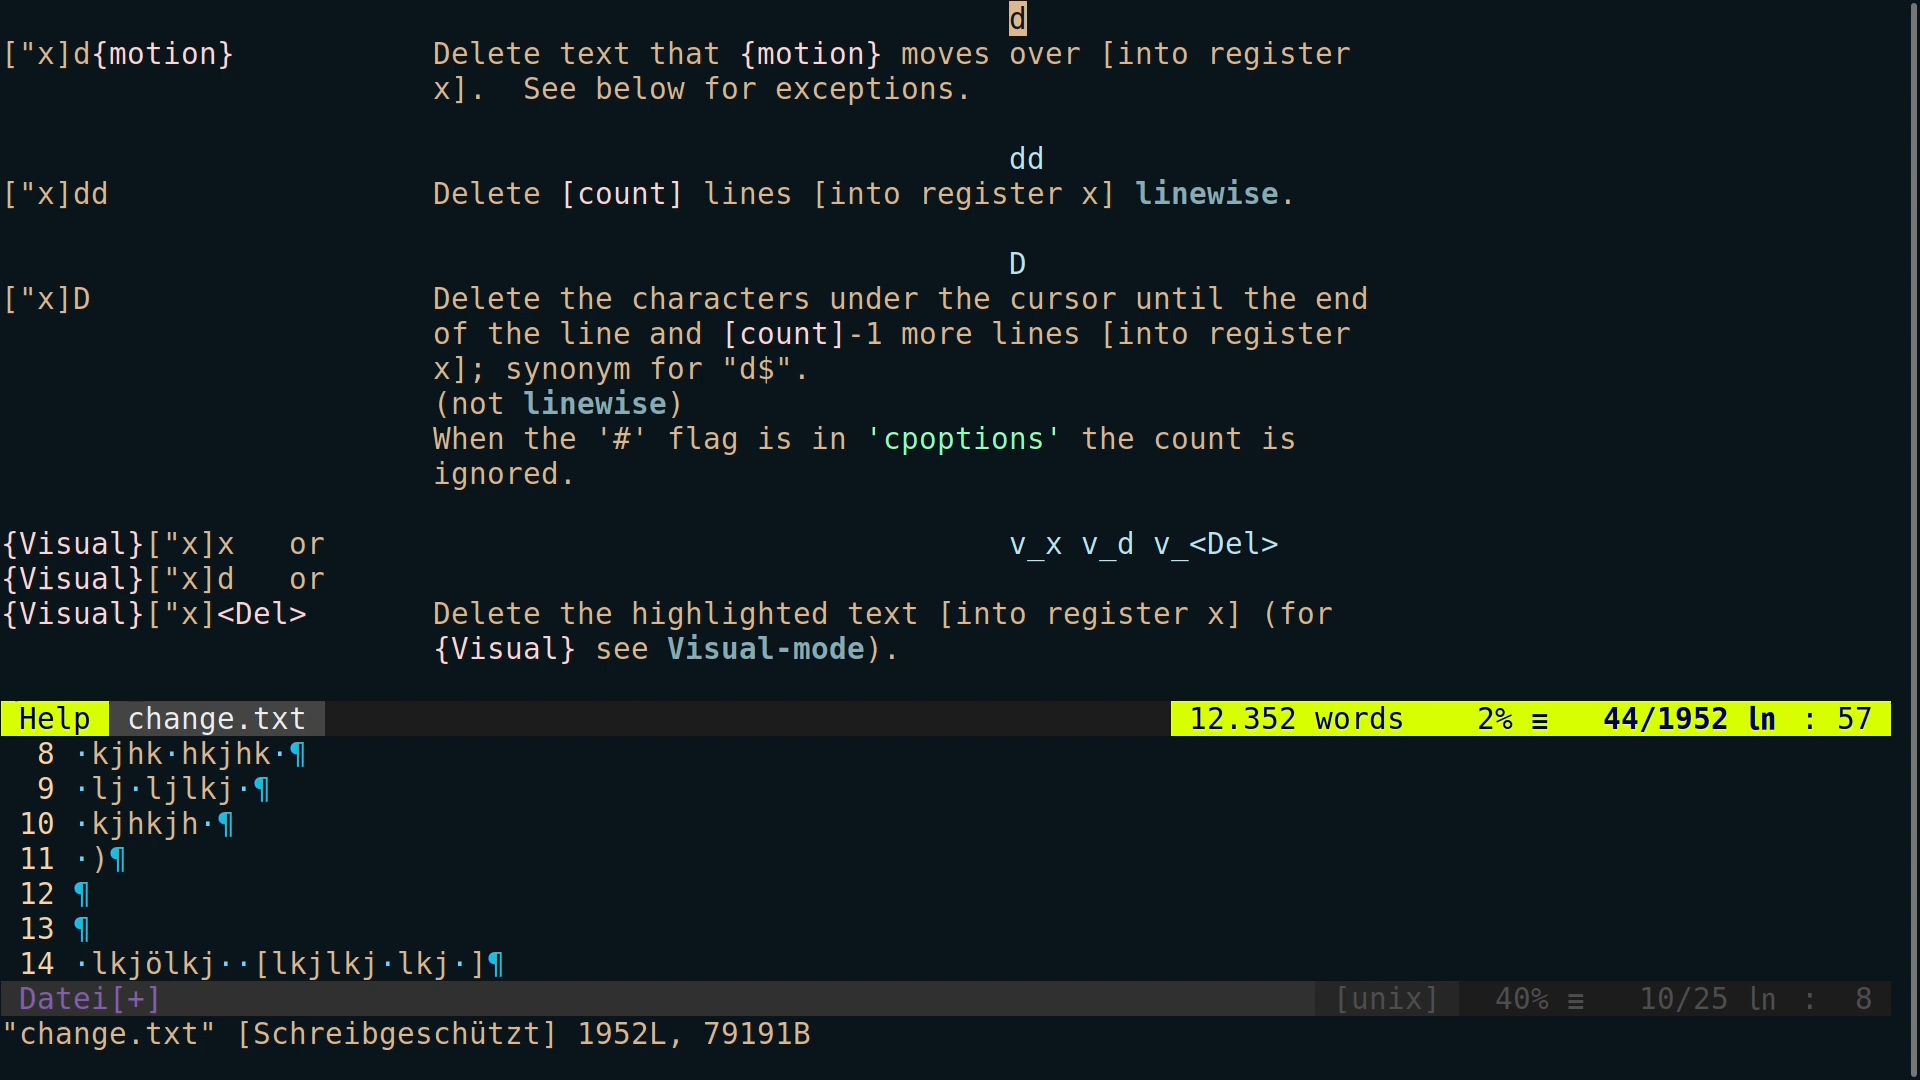 d
["x]d{motion} Delete text that {motion} moves over [into register
x].  See below for exceptions.
dd
["x]dd Delete [count] lines [into register x] linewise.
D
["x]D Delete the characters under the cursor until the end
of the line and [count]-1 more lines [into register
x]; synonym for "d$".
(not linewise)
When the '#' flag is in 'cpoptions' the count is
ignored.
{Visual}["x]x   or v_x v_d v_<Del>
{Visual}["x]d   or
{Visual}["x]<Del> Delete the highlighted text [into register x] (for
{Visual} see Visual-mode).
Help change.txt 12.352 words 2% ≡ 44/1952 ln : 57
8 ·kjhk·hkjhk·¶
9 ·lj·ljlkj·¶
10 ·kjhkjh·¶
11 ·)¶
12 ¶
13 ¶
14 ·lkjölkj··[lkjlkj·lkj·]¶
Datei[+] [unix] 40% ≡ 10/25 ln : 8
"change.txt" [Schreibgeschützt] 1952L, 79191B